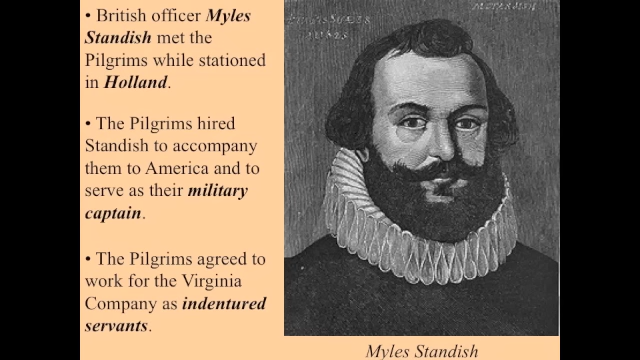 • British officer Myles
Standish met the
Pilgrims while stationed
in Holland.
• The Pilgrims hired
Standish to accompany
them to America and to
serve as their military
captain.
• The Pilgrims agreed to
work for the Virginia
Company as indentured
servants.
Myles Standish